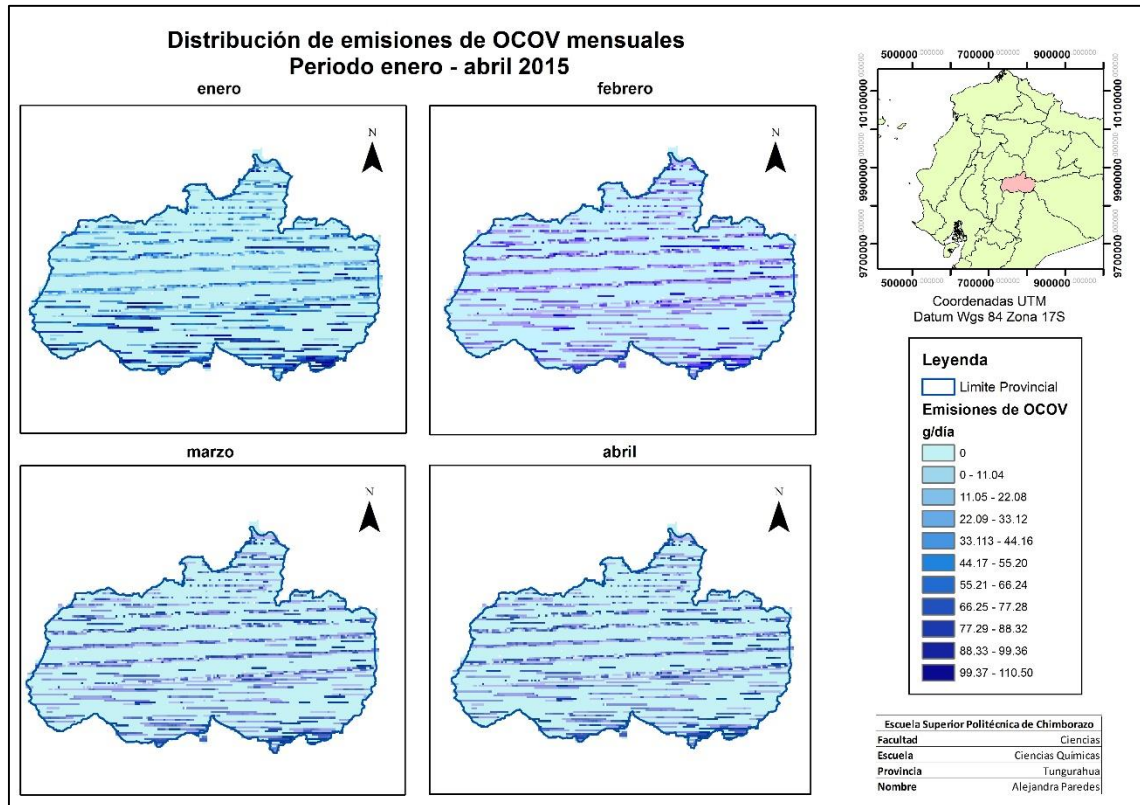 Distribución de emisiones de OCOV mensuales
Periodo enero - abril 2015
enero
febrero
N
N
marzo
abril
N
N
500000 700000 900000
10100000
9900000
9700000
10100000
9900000
9700000
500000 700000 900000
Coordenadas UTM
Datum Wgs 84 Zona 17S
Leyenda
Limite Provincial
Emisiones de OCOV
g/día
0
0 - 11.04
11.05 - 22.08
22.09 - 33.12
33.113 - 44.16
44.17 - 55.20
55.21 - 66.24
66.25 - 77.28
77.29 - 88.32
88.33 - 99.36
99.37 - 110.50
Escuela Superior Politécnica de Chimborazo
Facultad Ciencias
Escuela Ciencias Químicas
Provincia Tungurahua
Nombre Alejandra Paredes